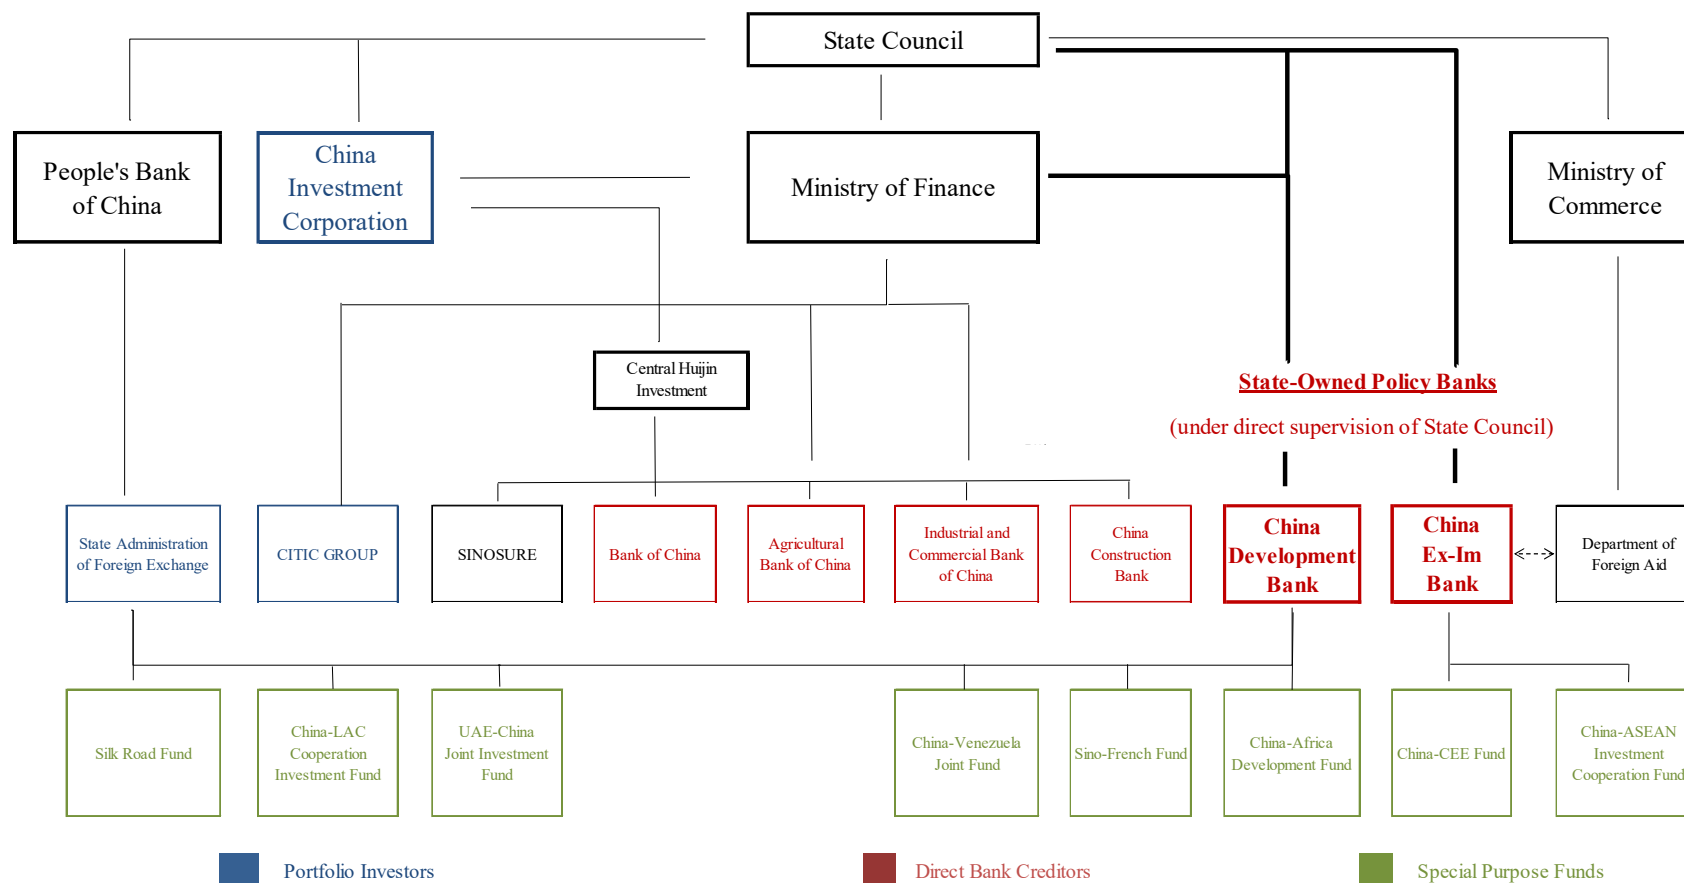 State Council
People's Bank
of China
China
Investment
Corporation
Ministry of Finance
Ministry of
Commerce
Central Huijin
Investment
State-Owned Policy Banks
(under direct supervision of State Council)
State Administration
of Foreign Exchange
CITIC GROUP
SINOSURE
Bank of China
Agricultural
Bank of China
Industrial and
Commercial Bank
of China
China
Construction
Bank
China
Development
Bank
China
Ex-Im
Bank
Department of
Foreign Aid
Silk Road Fund
China-LAC
Cooperation
Investment Fund
UAE-China
Joint Investment
Fund
China-Venezuela
Joint Fund
Sino-French Fund
China-Africa
Development Fund
China-CEE Fund
China-ASEAN
Investment
Cooperation Fund
Portfolio Investors
Direct Bank Creditors
Special Purpose Funds